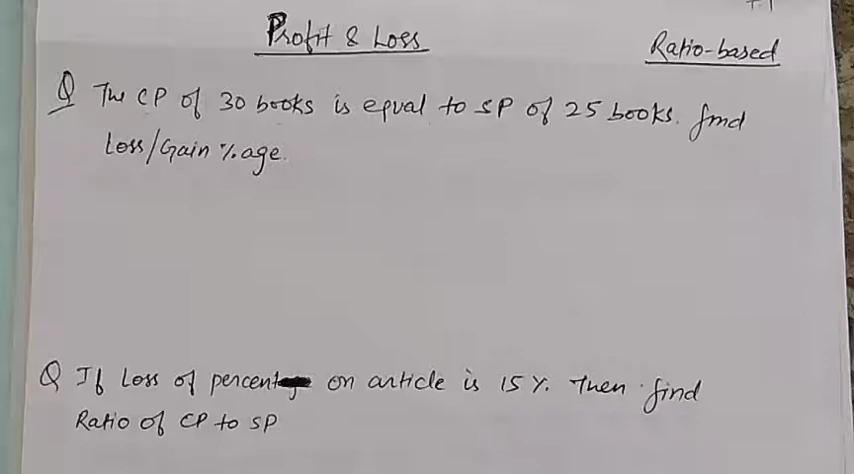 Profit & Loss
Ratio-based
Q The CP of 30 books is equal to SP of 25 books. find
Loss/Gain %age.
Q If Loss of percent on article is 15 %. Then find
Ratio of CP to SP